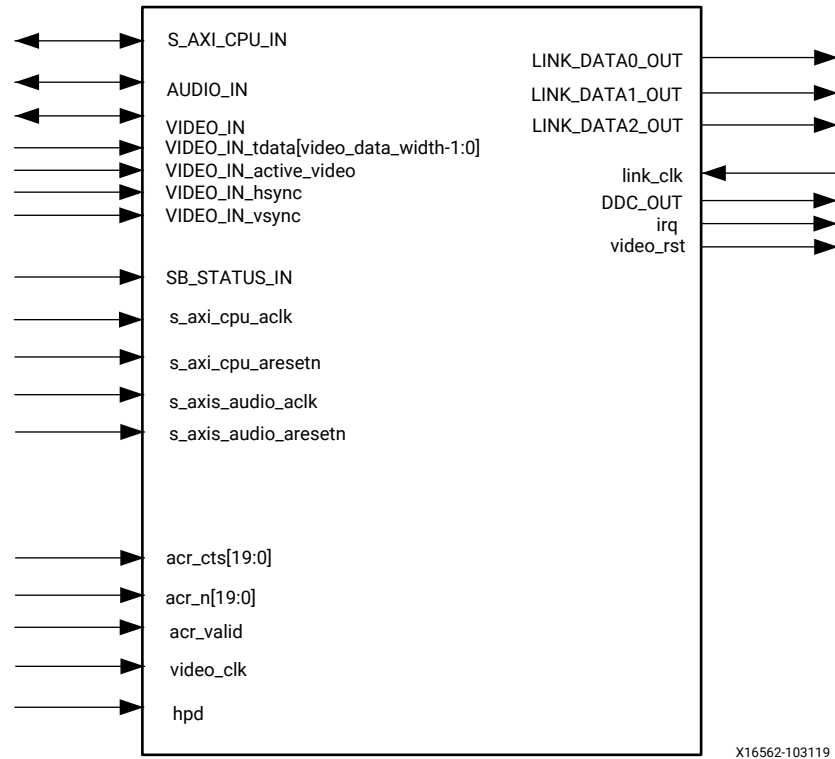 S_AXI_CPU_IN
AUDIO_IN
VIDEO_IN
VIDEO_IN_tdata[video_data_width-1:0]
VIDEO_IN_active_video
VIDEO_IN_hsync
VIDEO_IN_vsync
SB_STATUS_IN
s_axi_cpu_aclk
s_axi_cpu_aresetn
s_axis_audio_aclk
s_axis_audio_aresetn
acr_cts[19:0]
acr_n[19:0]
acr_valid
video_clk
hpd
LINK_DATA0_OUT
LINK_DATA1_OUT
LINK_DATA2_OUT
link_clk
DDC_OUT
irq
video_rst
X16562-103119